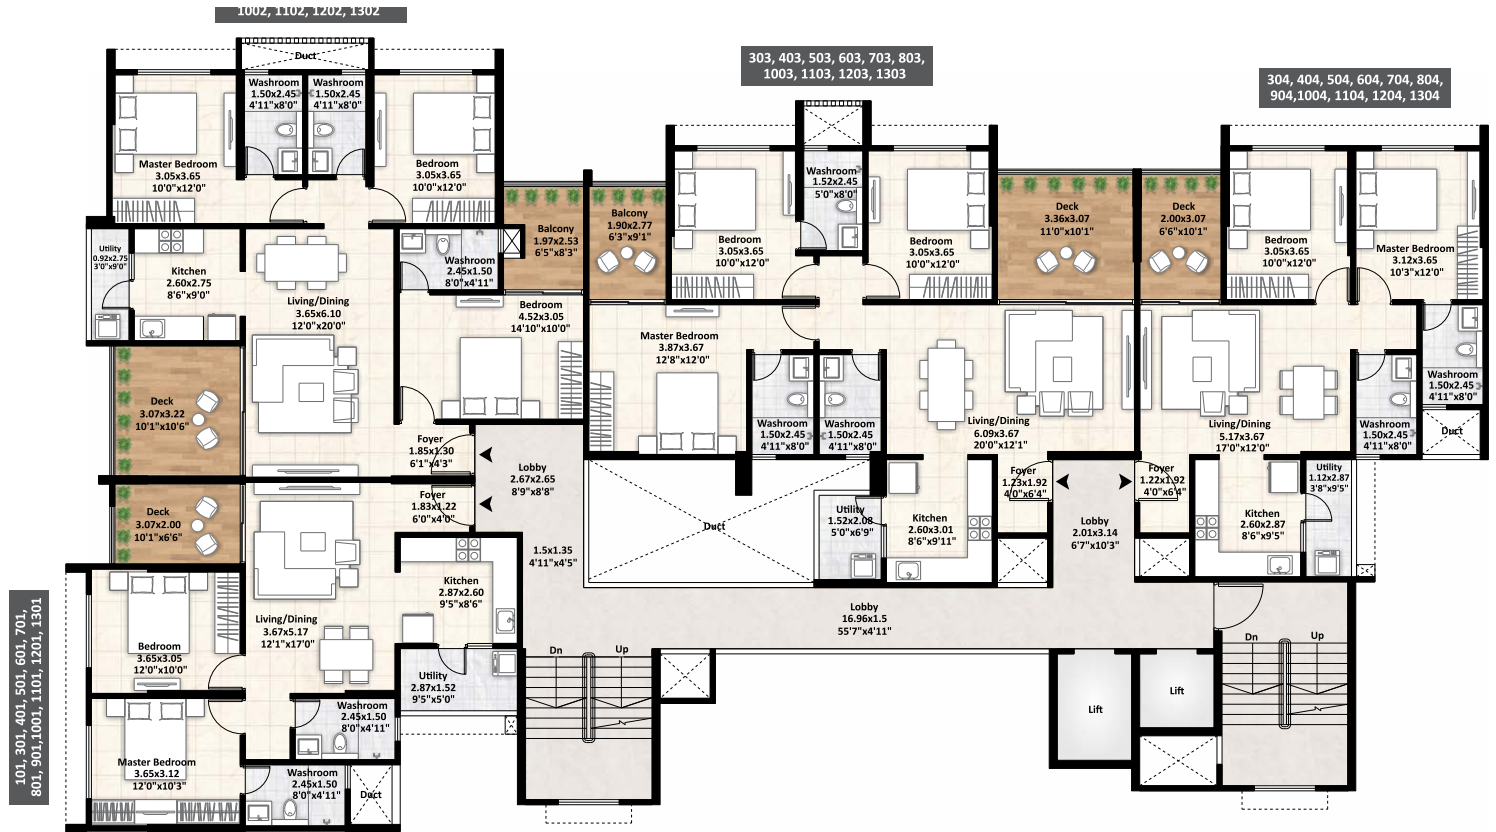 1002, 1102, 1202, 1302
303, 403, 503, 603, 703, 803,
1003, 1103, 1203, 1303
304, 404, 504, 604, 704, 804,
904,1004, 1104, 1204, 1304
101, 301, 401, 501, 601, 701,
801, 901,1001, 1101, 1201, 1301
Duct
Washroom
1.50x2.45
4'11"x8'0"
Washroom
1.50x2.45
4'11"x8'0"
Master Bedroom
3.05x3.65
10'0"x12'0"
Bedroom
3.05x3.65
10'0"x12'0"
Utility
0.92x2.75
3'0"x9'0"
Kitchen
2.60x2.75
8'6"x9'0"
Living/Dining
3.65x6.10
12'0"x20'0"
Washroom
2.45x1.50
8'0"x4'11"
Balcony
1.97x2.53
6'5"x8'3"
Bedroom
4.52x3.05
14'10"x10'0"
Deck
3.07x3.22
10'1"x10'6"
Foyer
1.85x1.30
6'1"x4'3"
Lobby
2.67x2.65
8'9"x8'8"
Balcony
1.90x2.77
6'3"x9'1"
Bedroom
3.05x3.65
10'0"x12'0"
Washroom
1.52x2.45
5'0"x8'0"
Bedroom
3.05x3.65
10'0"x12'0"
Master Bedroom
3.87x3.67
12'8"x12'0"
Washroom
1.50x2.45
4'11"x8'0"
Washroom
1.50x2.45
4'11"x8'0"
Deck
3.36x3.07
11'0"x10'1"
Living/Dining
6.09x3.67
20'0"x12'1"
Foyer
1.23x1.92
4'0"x6'4"
Kitchen
2.60x3.01
8'6"x9'11"
Utility
1.52x2.08
5'0"x6'9"
Duct
Deck
2.00x3.07
6'6"x10'1"
Bedroom
3.05x3.65
10'0"x12'0"
Master Bedroom
3.12x3.65
10'3"x12'0"
Washroom
1.50x2.45
4'11"x8'0"
Duct
Washroom
1.50x2.45
4'11"x8'0"
Living/Dining
5.17x3.67
17'0"x12'0"
Foyer
1.22x1.92
4'0"x6'4"
Utility
1.12x2.87
3'8"x9'5"
Kitchen
2.60x2.87
8'6"x9'5"
Lobby
2.01x3.14
6'7"x10'3"
Deck
3.07x2.00
10'1"x6'6"
Foyer
1.83x1.22
6'0"x4'0"
1.5x1.35
4'11"x4'5"
Kitchen
2.87x2.60
9'5"x8'6"
Living/Dining
3.67x5.17
12'1"x17'0"
Bedroom
3.65x3.05
12'0"x10'0"
Utility
2.87x1.52
9'5"x5'0"
Washroom
2.45x1.50
8'0"x4'11"
Master Bedroom
3.65x3.12
12'0"x10'3"
Washroom
2.45x1.50
8'0"x4'11"
Duct
Lobby
16.96x1.5
55'7"x4'11"
Dn
Up
Lift
Lift
Dn
Up